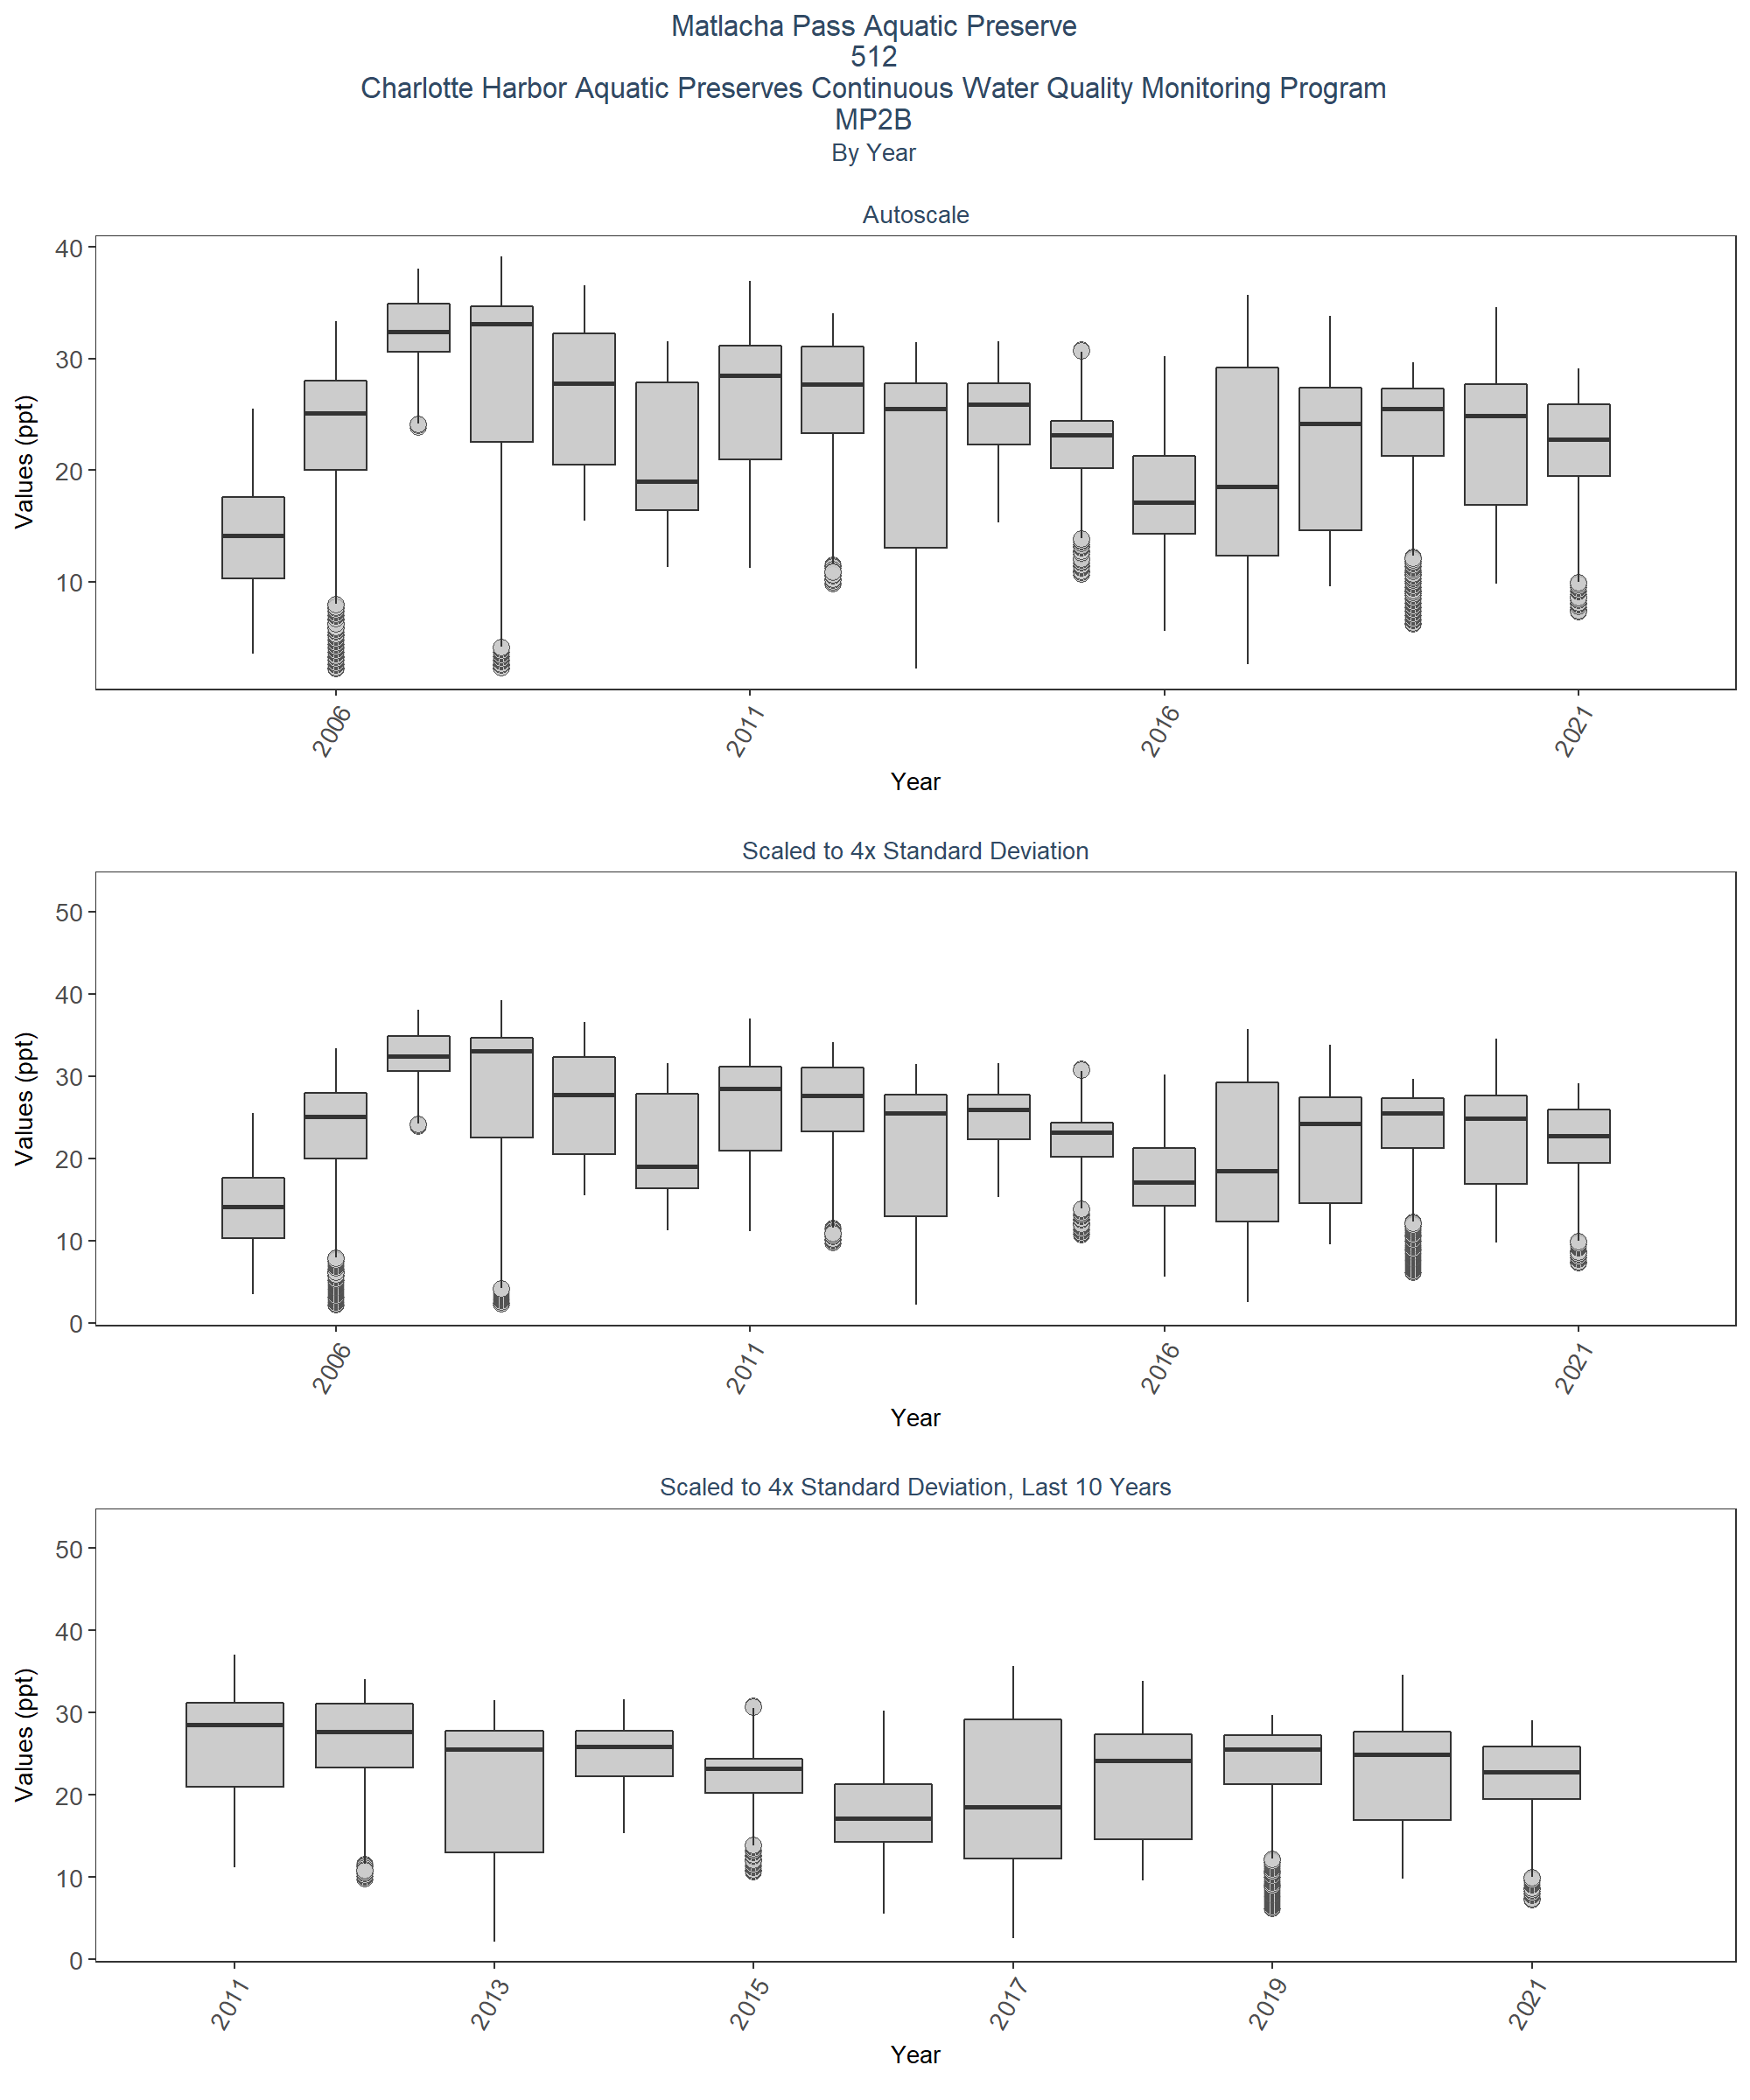 Matlacha Pass Aquatic Preserve
512
Charlotte Harbor Aquatic Preserves Continuous Water Quality Monitoring Program
MP2B
By Year
Autoscale
Values (ppt)
40
30
20
10
2006
2011
2016
2021
Year
Scaled to 4x Standard Deviation
Values (ppt)
50
40
30
20
10
0
2006
2011
2016
2021
Year
Scaled to 4x Standard Deviation, Last 10 Years
Values (ppt)
50
40
30
20
10
0
2011
2013
2015
2017
2019
2021
Year